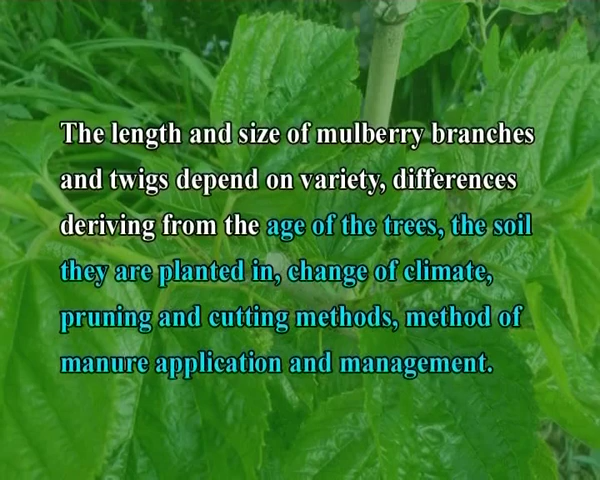 The length and size of mulberry branches
and twigs depend on variety, differences
deriving from the age of the trees, the soil
they are planted in, change of climate,
pruning and cutting methods, method of
manure application and management.